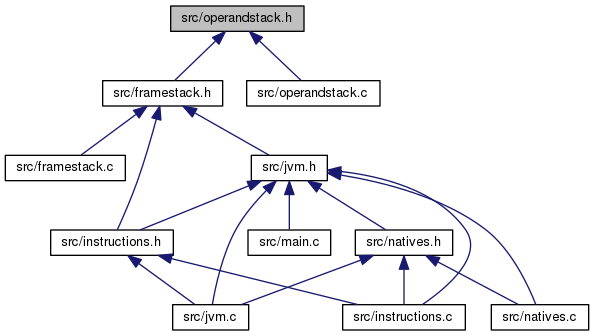 src/operandstack.h
src/framestack.h
src/operandstack.c
src/framestack.c
src/jvm.h
src/instructions.h
src/main.c
src/natives.h
src/jvm.c
src/instructions.c
src/natives.c